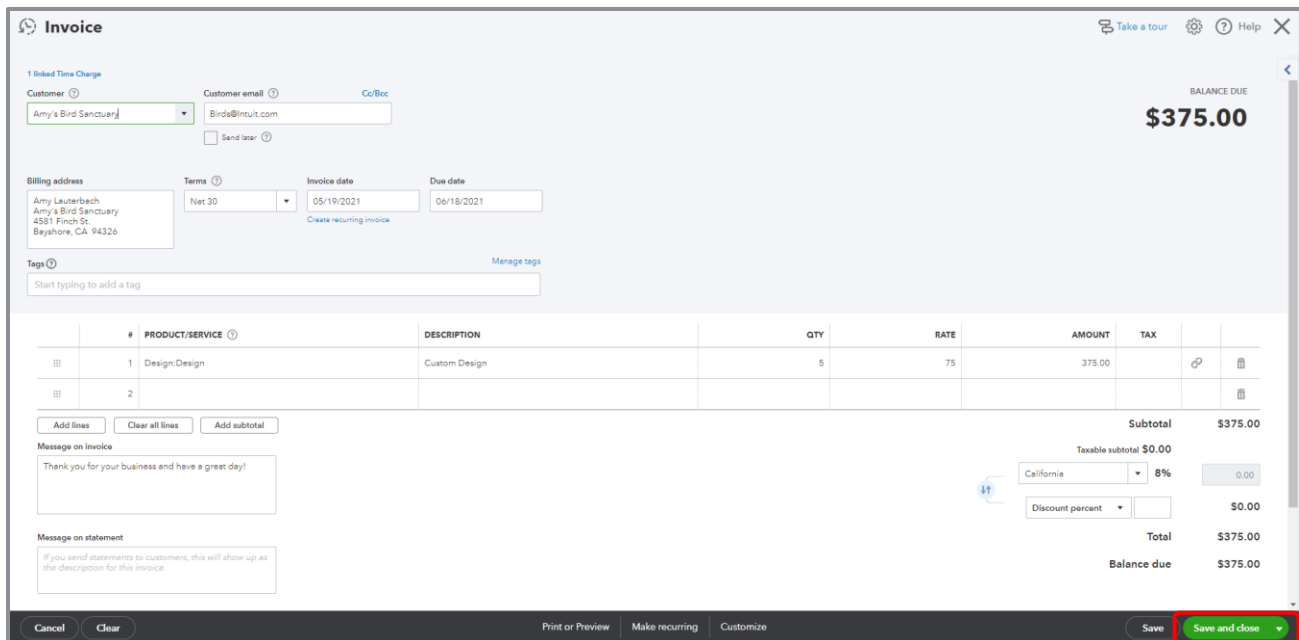 Invoice
Take a tour
Help
1 linked Time Charge
Customer
Customer email
Cc/Bcc
BALANCE DUE
Amy's Bird Sanctuary
Birds@Intuit.com
$375.00
Send later
Billing address
Terms
Invoice date
Due date
Amy Lauterbach
Amy's Bird Sanctuary
4581 Finch St.
Bayshore, CA 94326
Net 30
05/19/2021
06/18/2021
Create recurring invoice
Tags
Manage tags
Start typing to add a tag
# PRODUCT/SERVICE DESCRIPTION QTY RATE AMOUNT TAX
1 Design:Design Custom Design 5 75 375.00
2
Add lines Clear all lines Add subtotal
Subtotal $375.00
Message on invoice
Taxable subtotal $0.00
Thank you for your business and have a great day!
California 8% 0.00
Discount percent $0.00
Message on statement
Total $375.00
If you send statements to customers, this will show up as
the description for this invoice.
Balance due $375.00
Cancel Clear Print or Preview Make recurring Customize Save Save and close